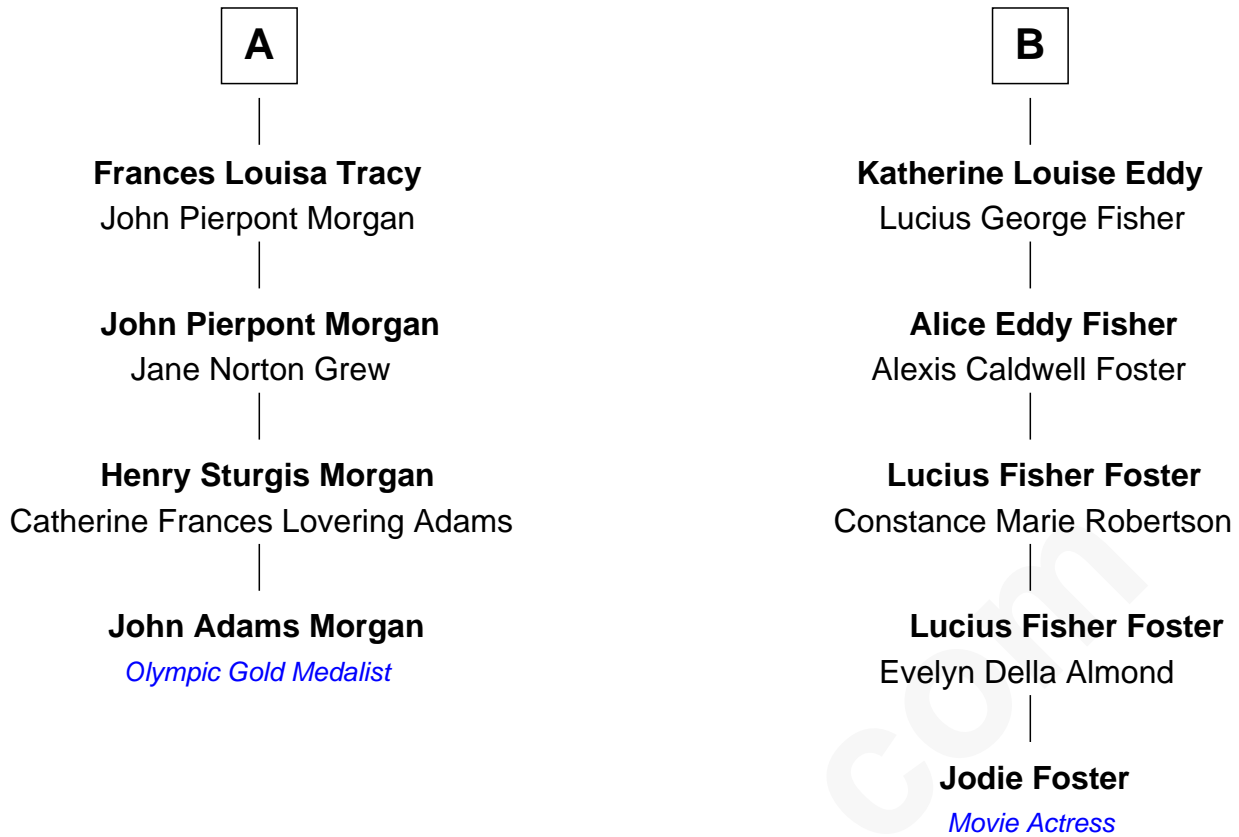 A
Frances Louisa Tracy
John Pierpont Morgan
John Pierpont Morgan
Jane Norton Grew
Henry Sturgis Morgan
Catherine Frances Lovering Adams
John Adams Morgan
Olympic Gold Medalist
B
Katherine Louise Eddy
Lucius George Fisher
Alice Eddy Fisher
Alexis Caldwell Foster
Lucius Fisher Foster
Constance Marie Robertson
Lucius Fisher Foster
Evelyn Della Almond
Jodie Foster
Movie Actress
com